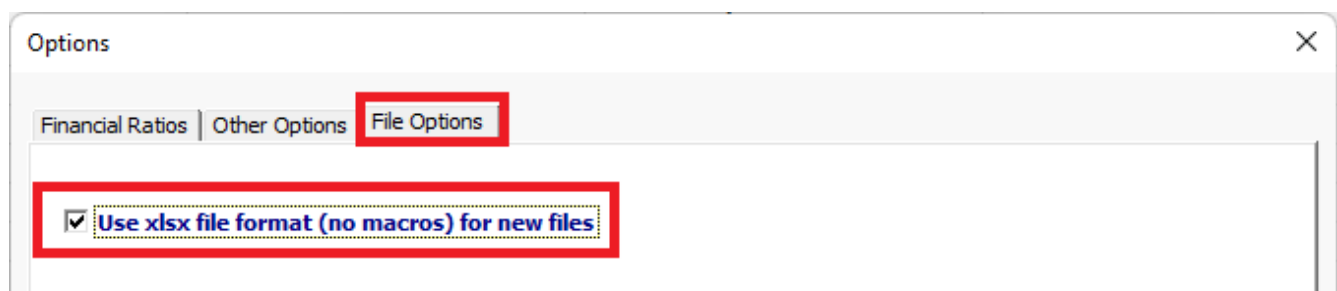 Options
Financial Ratios Other Options File Options
Use xlsx file format (no macros) for new files